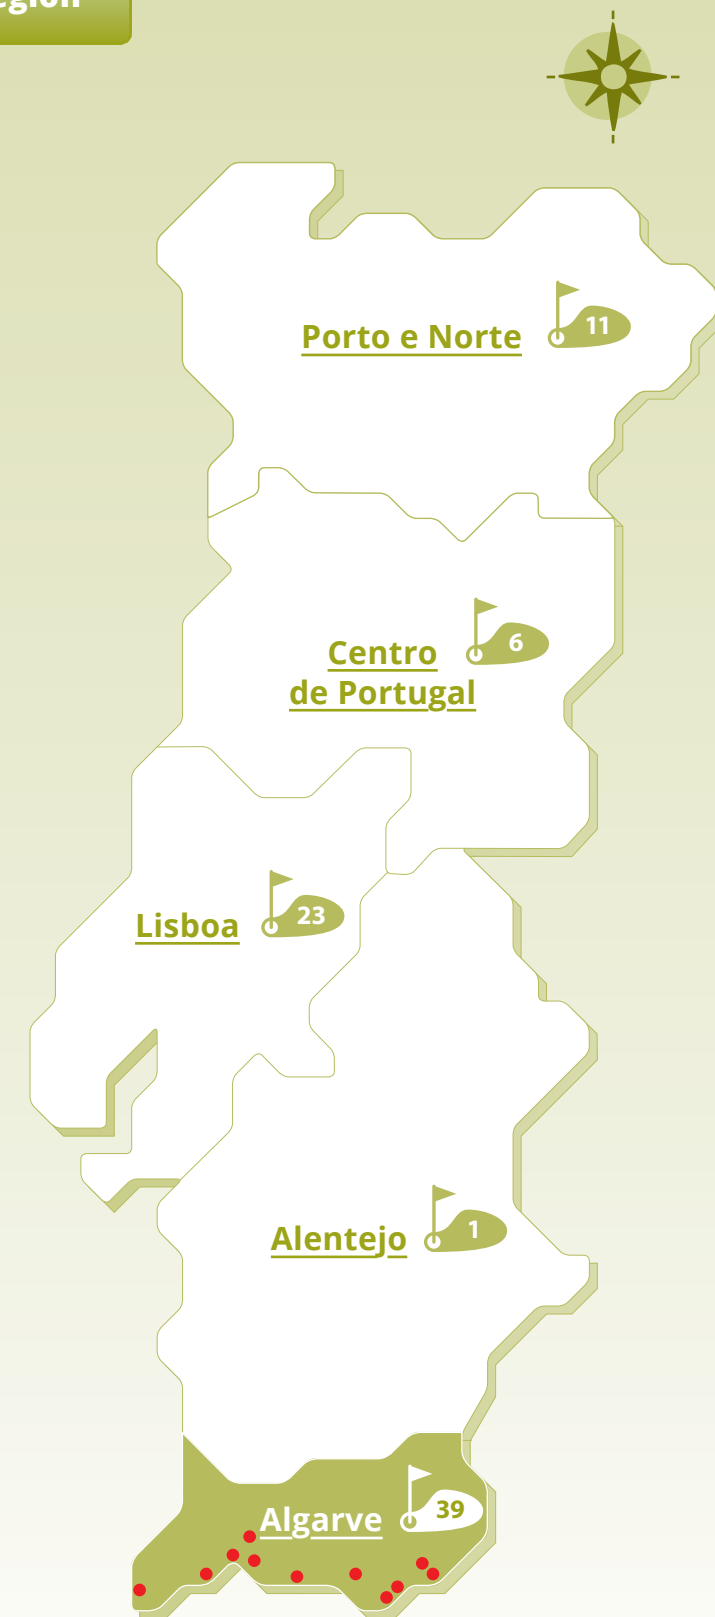 Porto e Norte
11
Centro
de Portugal
6
Lisboa
23
Alentejo
1
Algarve
39